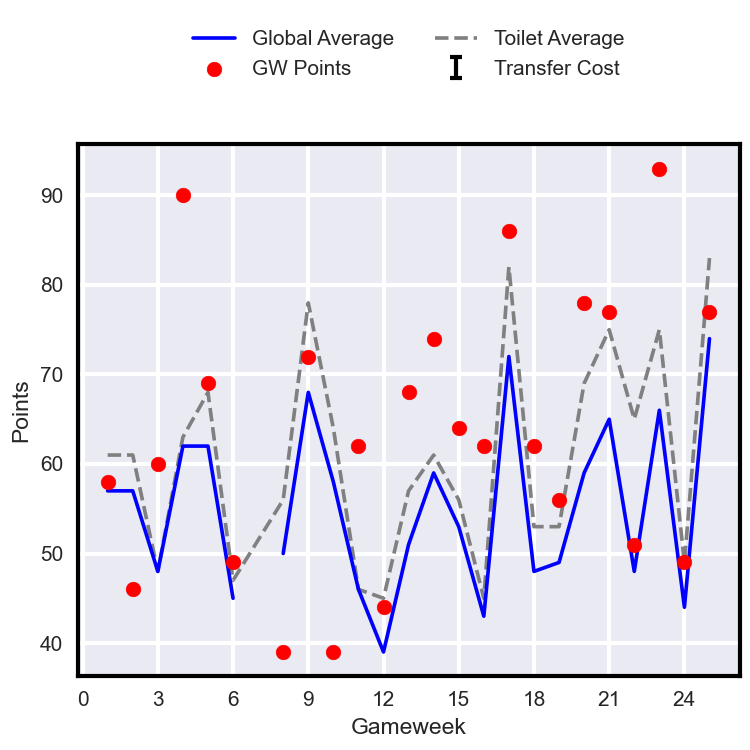 Global Average
Toilet Average
GW Points
Transfer Cost
90
80
70
60
50
40
Points
0 3 6 9 12 15 18 21 24
Gameweek